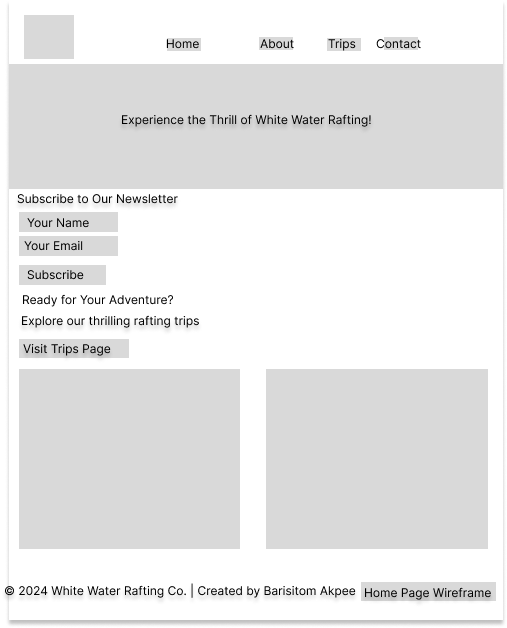 Home About Trips Contact
Experience the Thrill of White Water Rafting!
Subscribe to Our Newsletter
Your Name
Your Email
Subscribe
Ready for Your Adventure?
Explore our thrilling rafting trips
Visit Trips Page
© 2024 White Water Rafting Co. | Created by Barisitom Akpee Home Page Wireframe